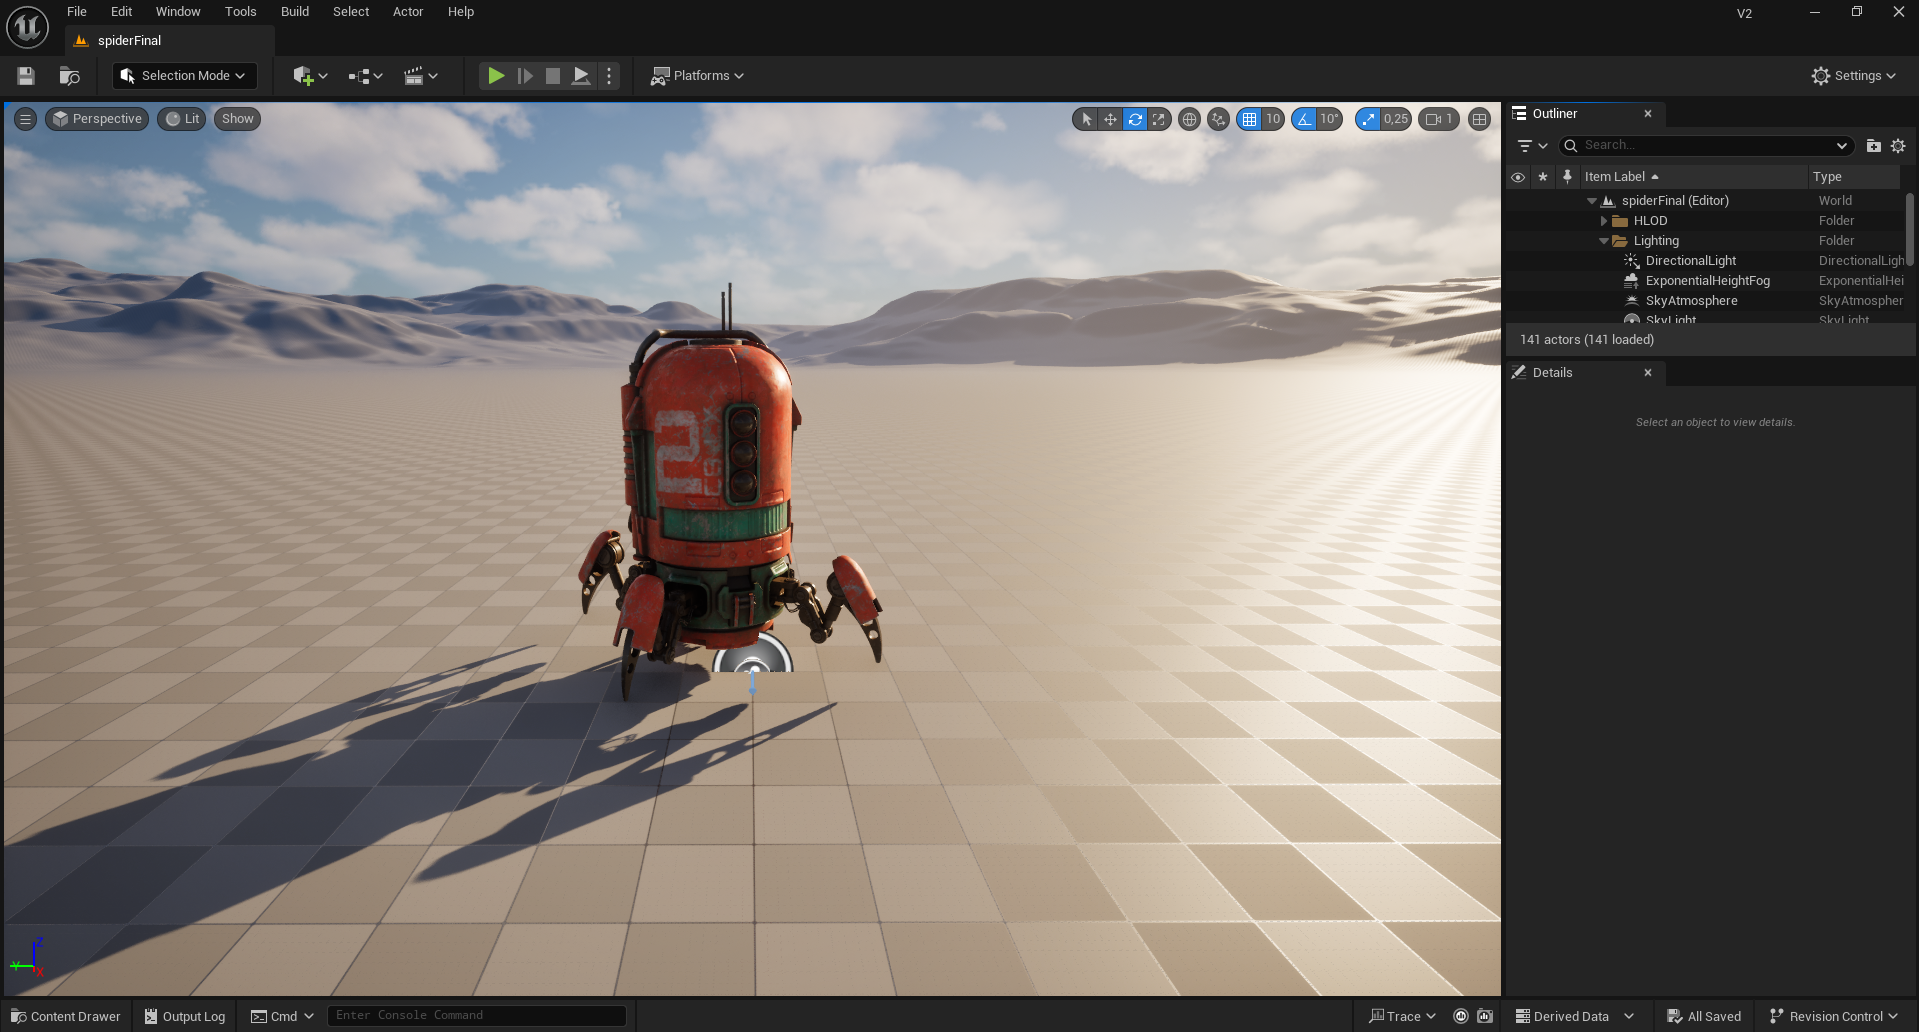 File Edit Window Tools Build Select Actor Help
V2
spiderFinal
Selection Mode
Platforms
Settings
Perspective
Lit
Show
10
10°
0,25
1
Outliner
Search...
Item Label
Type
spiderFinal (Editor) World
HLOD Folder
Lighting Folder
DirectionalLight DirectionalLigh
ExponentialHeightFog ExponentialHei
SkyAtmosphere SkyAtmospher
SkyLight SkyLight
141 actors (141 loaded)
Details
Select an object to view details.
2
Z
Y
X
Content Drawer
Output Log
Cmd
Enter Console Command
Trace
Derived Data
All Saved
Revision Control